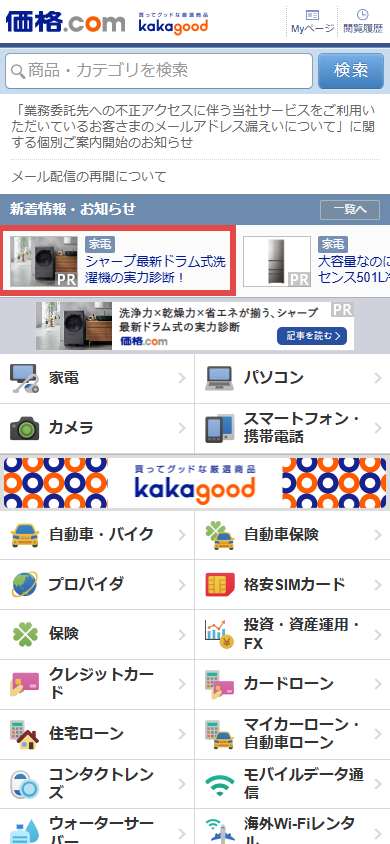 価格.com
買ってグッドな厳選商品
kakagood
Myページ
閲覧履歴
商品・カテゴリを検索
検索
「業務委託先への不正アクセスに伴う当社サービスをご利用い
ただいているお客さまのメールアドレス漏えいについて」に関
する個別ご案内開始のお知らせ
メール配信の再開について
新着情報・お知らせ
一覧へ
PR
家電
シャープ最新ドラム式洗
濯機の実力診断！
PR
家電
大容量なのに
センス501L冷
洗浄力×乾燥力×省エネが揃う、シャープ
最新ドラム式の実力診断
価格.com
記事を読む
PR
家電
パソコン
カメラ
スマートフォン・
携帯電話
買ってグッドな厳選商品
kakagood
自動車・バイク
自動車保険
プロバイダ
格安SIMカード
保険
投資・資産運用・
FX
クレジットカー
ド
カードローン
住宅ローン
マイカーローン・
自動車ローン
コンタクトレン
ズ
モバイルデータ通
信
ウォーターサー
バー
海外Wi-Fiレンタ
ル